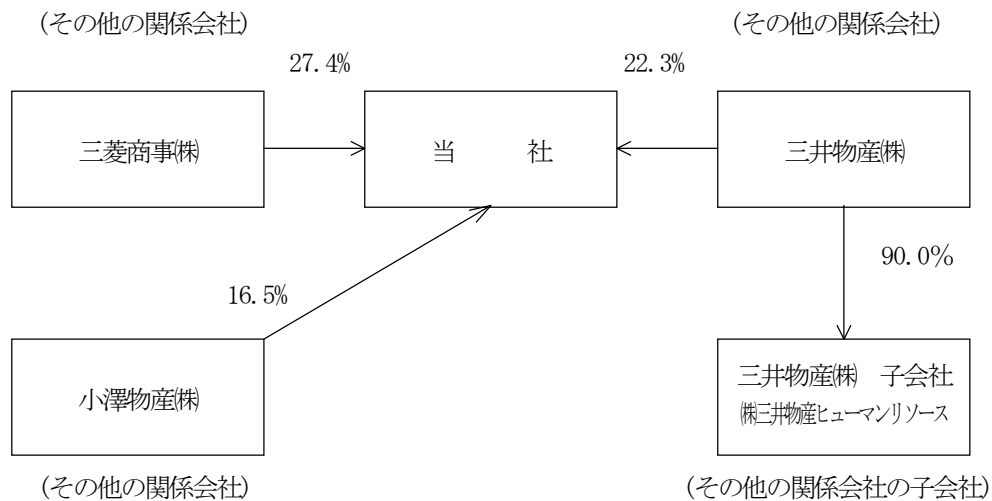 (その他の関係会社)
(その他の関係会社)
27.4%
22.3%
三菱商事㈱
当 社
三井物産㈱
90.0%
16.5%
小澤物産㈱
三井物産㈱ 子会社
㈱三井物産ヒューマンリソース
(その他の関係会社)
(その他の関係会社の子会社)